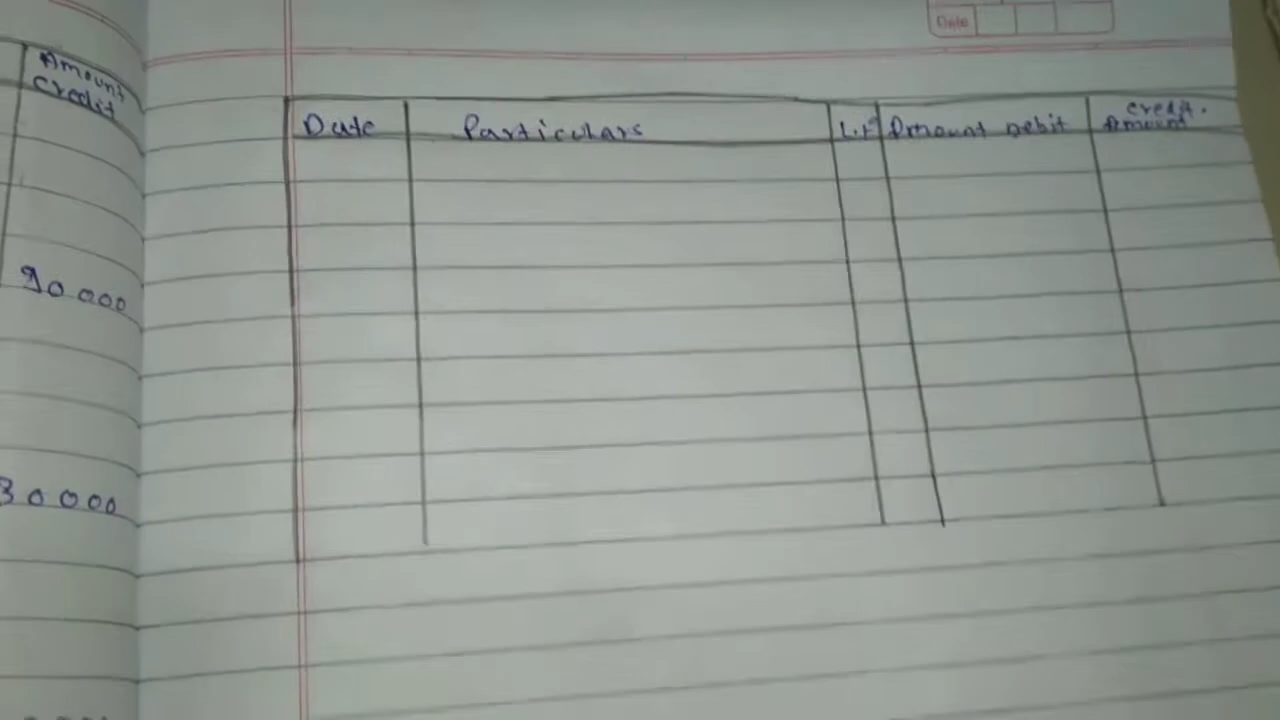 Amount
Credit
90000
30000
Date
Date
Particulars
L.F
Amount Debit
credit.
Amount